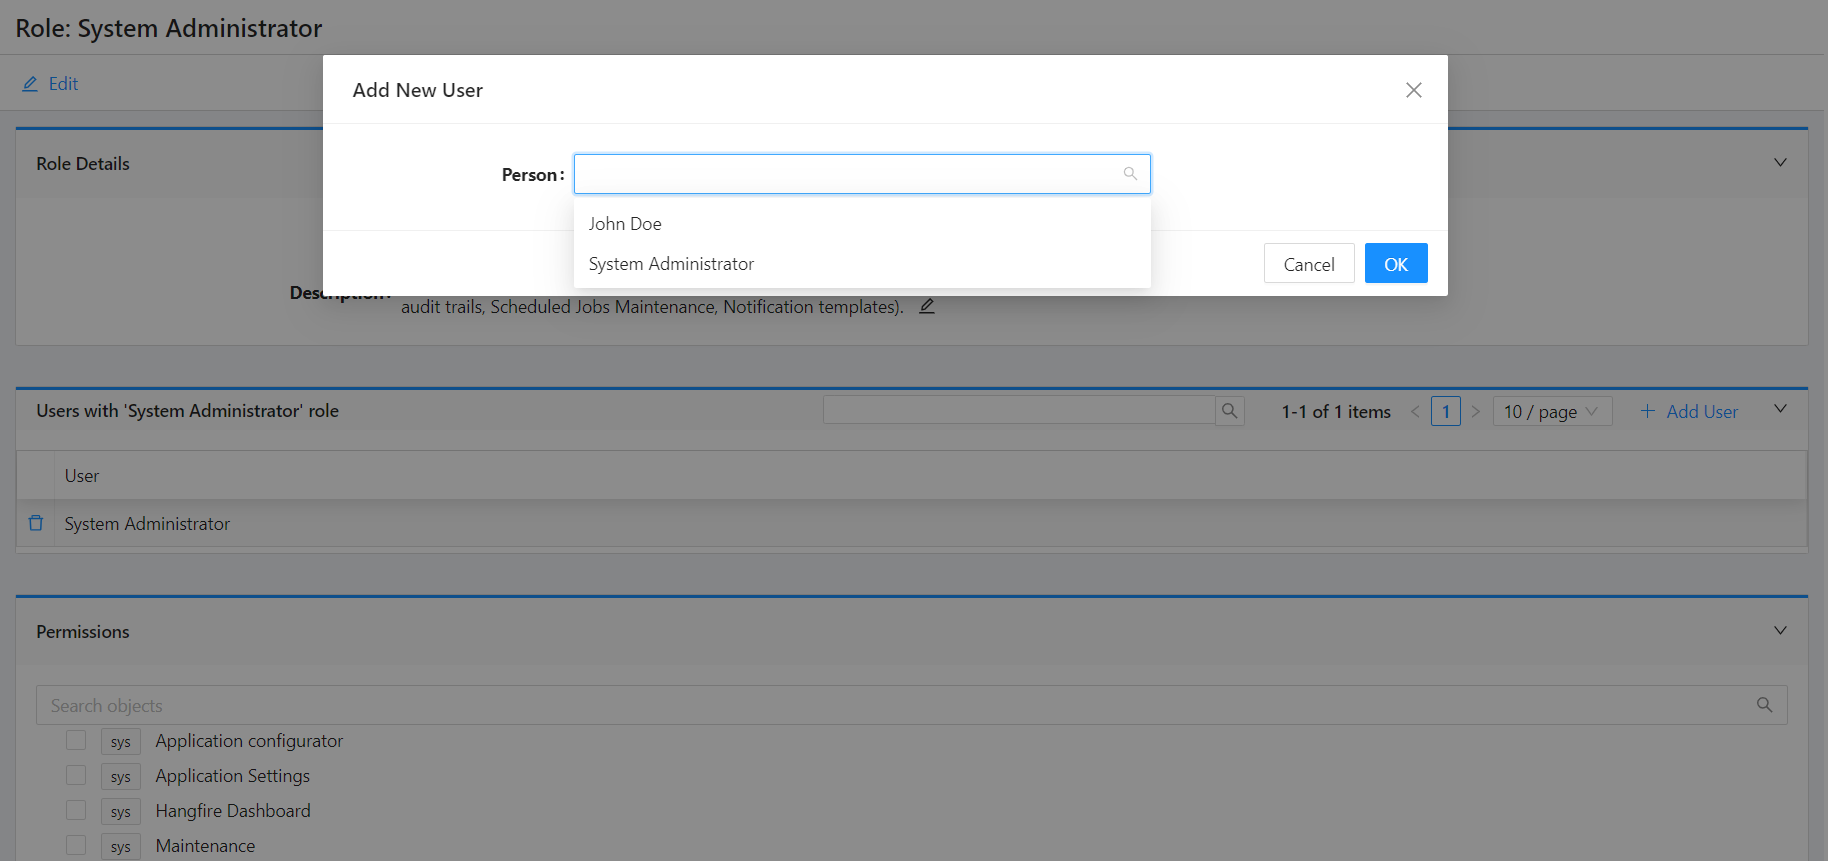 Role: System Administrator
Edit
Add New User
Person:
John Doe
System Administrator
Cancel
OK
Role Details
Description:
audit trails, Scheduled Jobs Maintenance, Notification templates).
Users with 'System Administrator' role
1-1 of 1 items
1
10 / page
Add User
User
System Administrator
Permissions
Search objects
sys Application configurator
sys Application Settings
sys Hangfire Dashboard
sys Maintenance